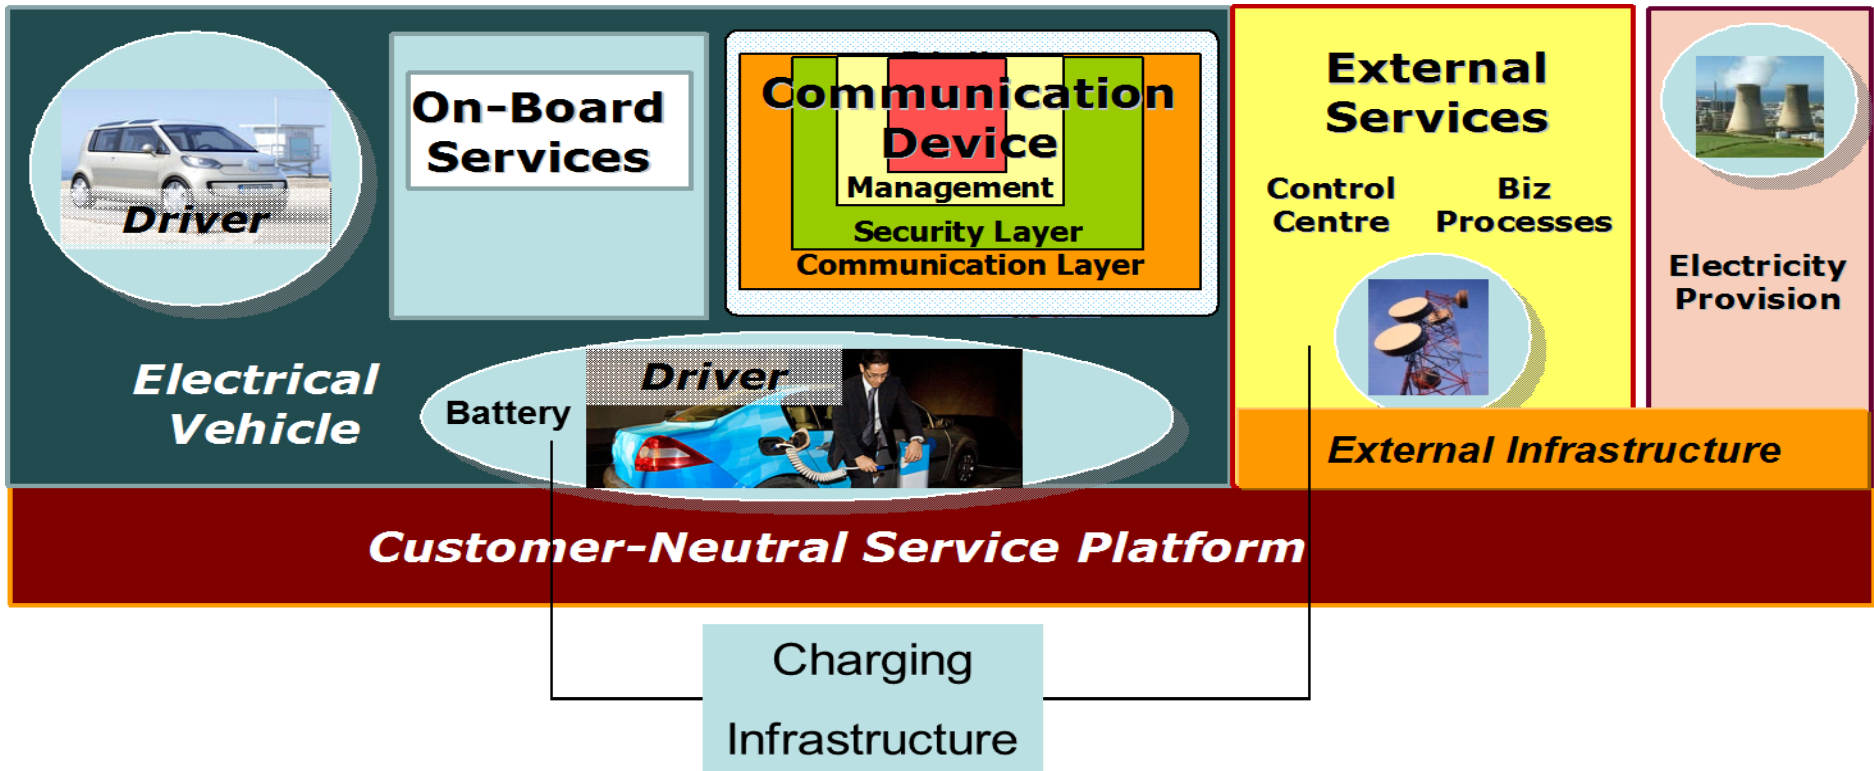 Driver
On-Board
Services
Communication
Device
Management
Security Layer
Communication Layer
External
Services
Control
Centre
Biz
Processes
Electricity
Provision
Electrical
Vehicle
Battery
Driver
External Infrastructure
Customer-Neutral Service Platform
Charging
Infrastructure